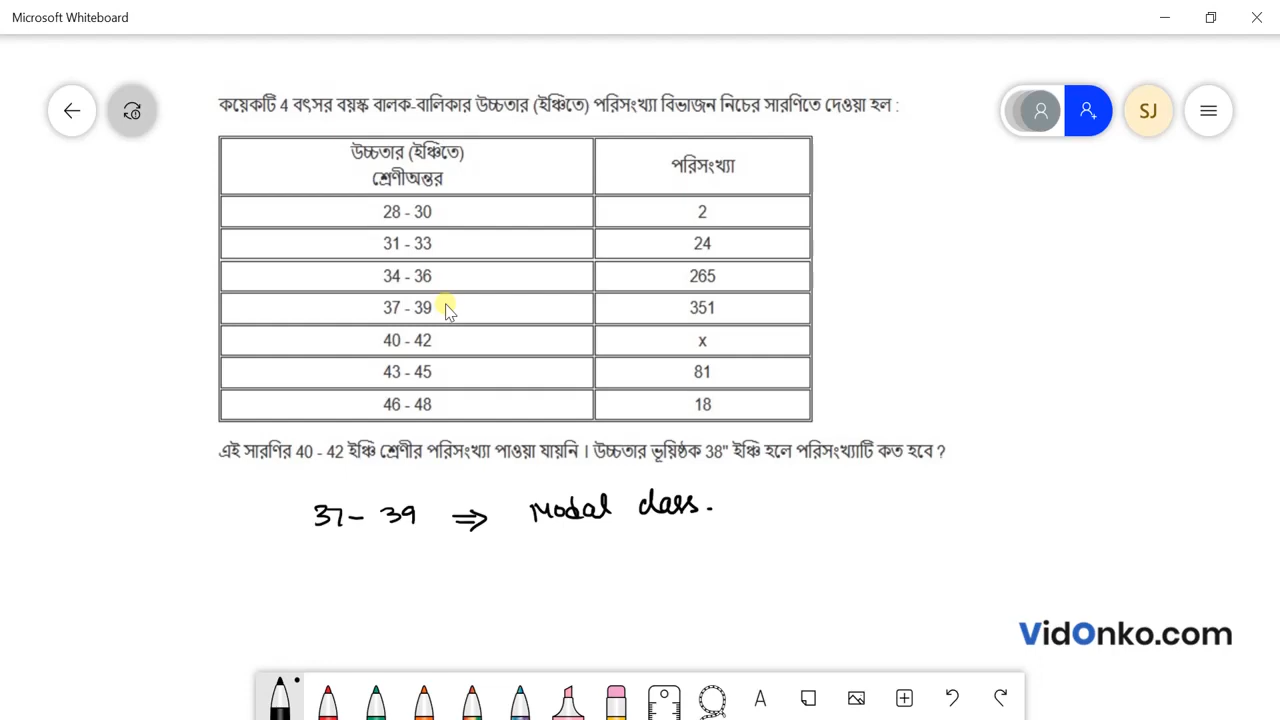 Microsoft Whiteboard
কয়েকটি 4 বৎসর বয়স্ক বালক-বালিকার উচ্চতার (ইঞ্চিতে) পরিসংখ্যা বিভাজন নিচের সারণিতে দেওয়া হল :
SJ
উচ্চতার (ইঞ্চিতে)
শ্রেণীঅন্তর
পরিসংখ্যা
28 - 30 2
31 - 33 24
34 - 36 265
37 - 39 351
40 - 42 x
43 - 45 81
46 - 48 18
এই সারণির 40 - 42 ইঞ্চি শ্রেণীর পরিসংখ্যা পাওয়া যায়নি । উচ্চতার ভূয়িষ্ঠক 38" ইঞ্চি হলে পরিসংখ্যাটি কত হবে ?
37 - 39 ⇒ Modal class.
VidOnko.com
A